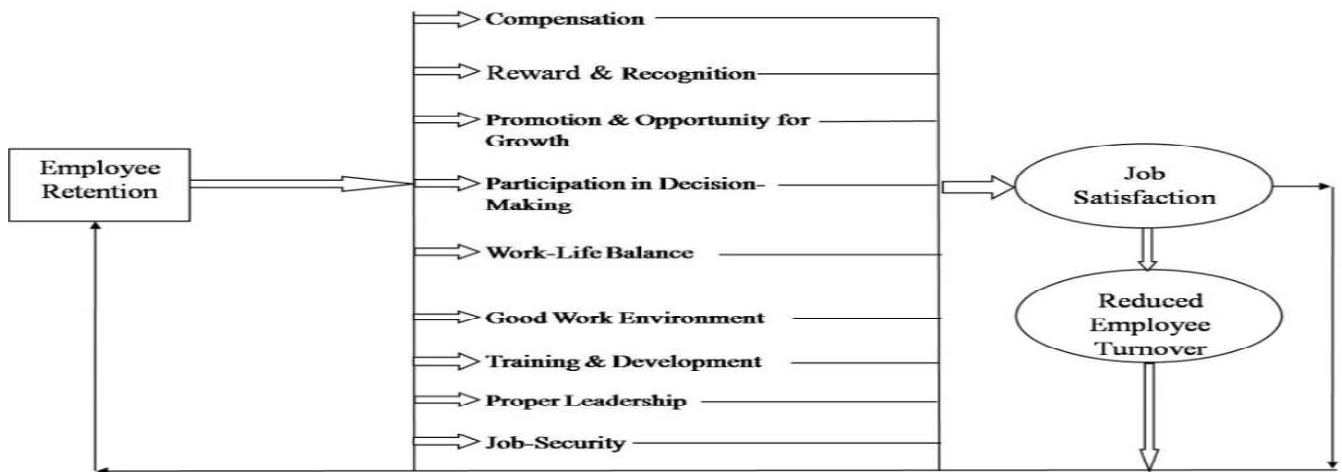 Compensation
Reward & Recognition
Promotion & Opportunity for
Growth
Employee
Retention
Participation in Decision-
Making
Work-Life Balance
Good Work Environment
Training & Development
Proper Leadership
Job-Security
Job
Satisfaction
Reduced
Employee
Turnover